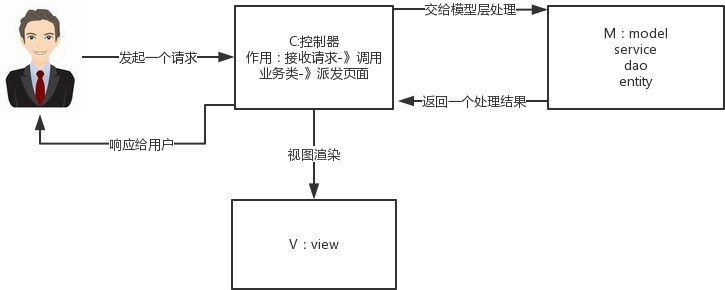 发起一个请求
C:控制器
作用：接收请求-》调用
业务类-》派发页面
交给模型层处理
M：model
service
dao
entity
返回一个处理结果
响应给用户
视图渲染
V：view